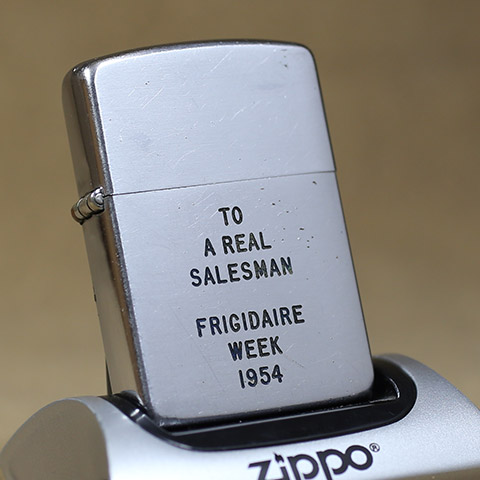 TO
A REAL
SALESMAN
FRIGIDAIRE
WEEK
1954
Zippo®